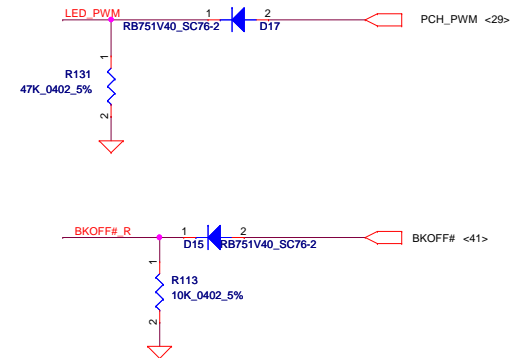 LED_PWM
1
2
PCH_PWM <29>
RB751V40_SC76-2
D17
1
R131
47K_0402_5%
2
BKOFF#_R
1
2
BKOFF# <41>
D15
RB751V40_SC76-2
1
R113
10K_0402_5%
2